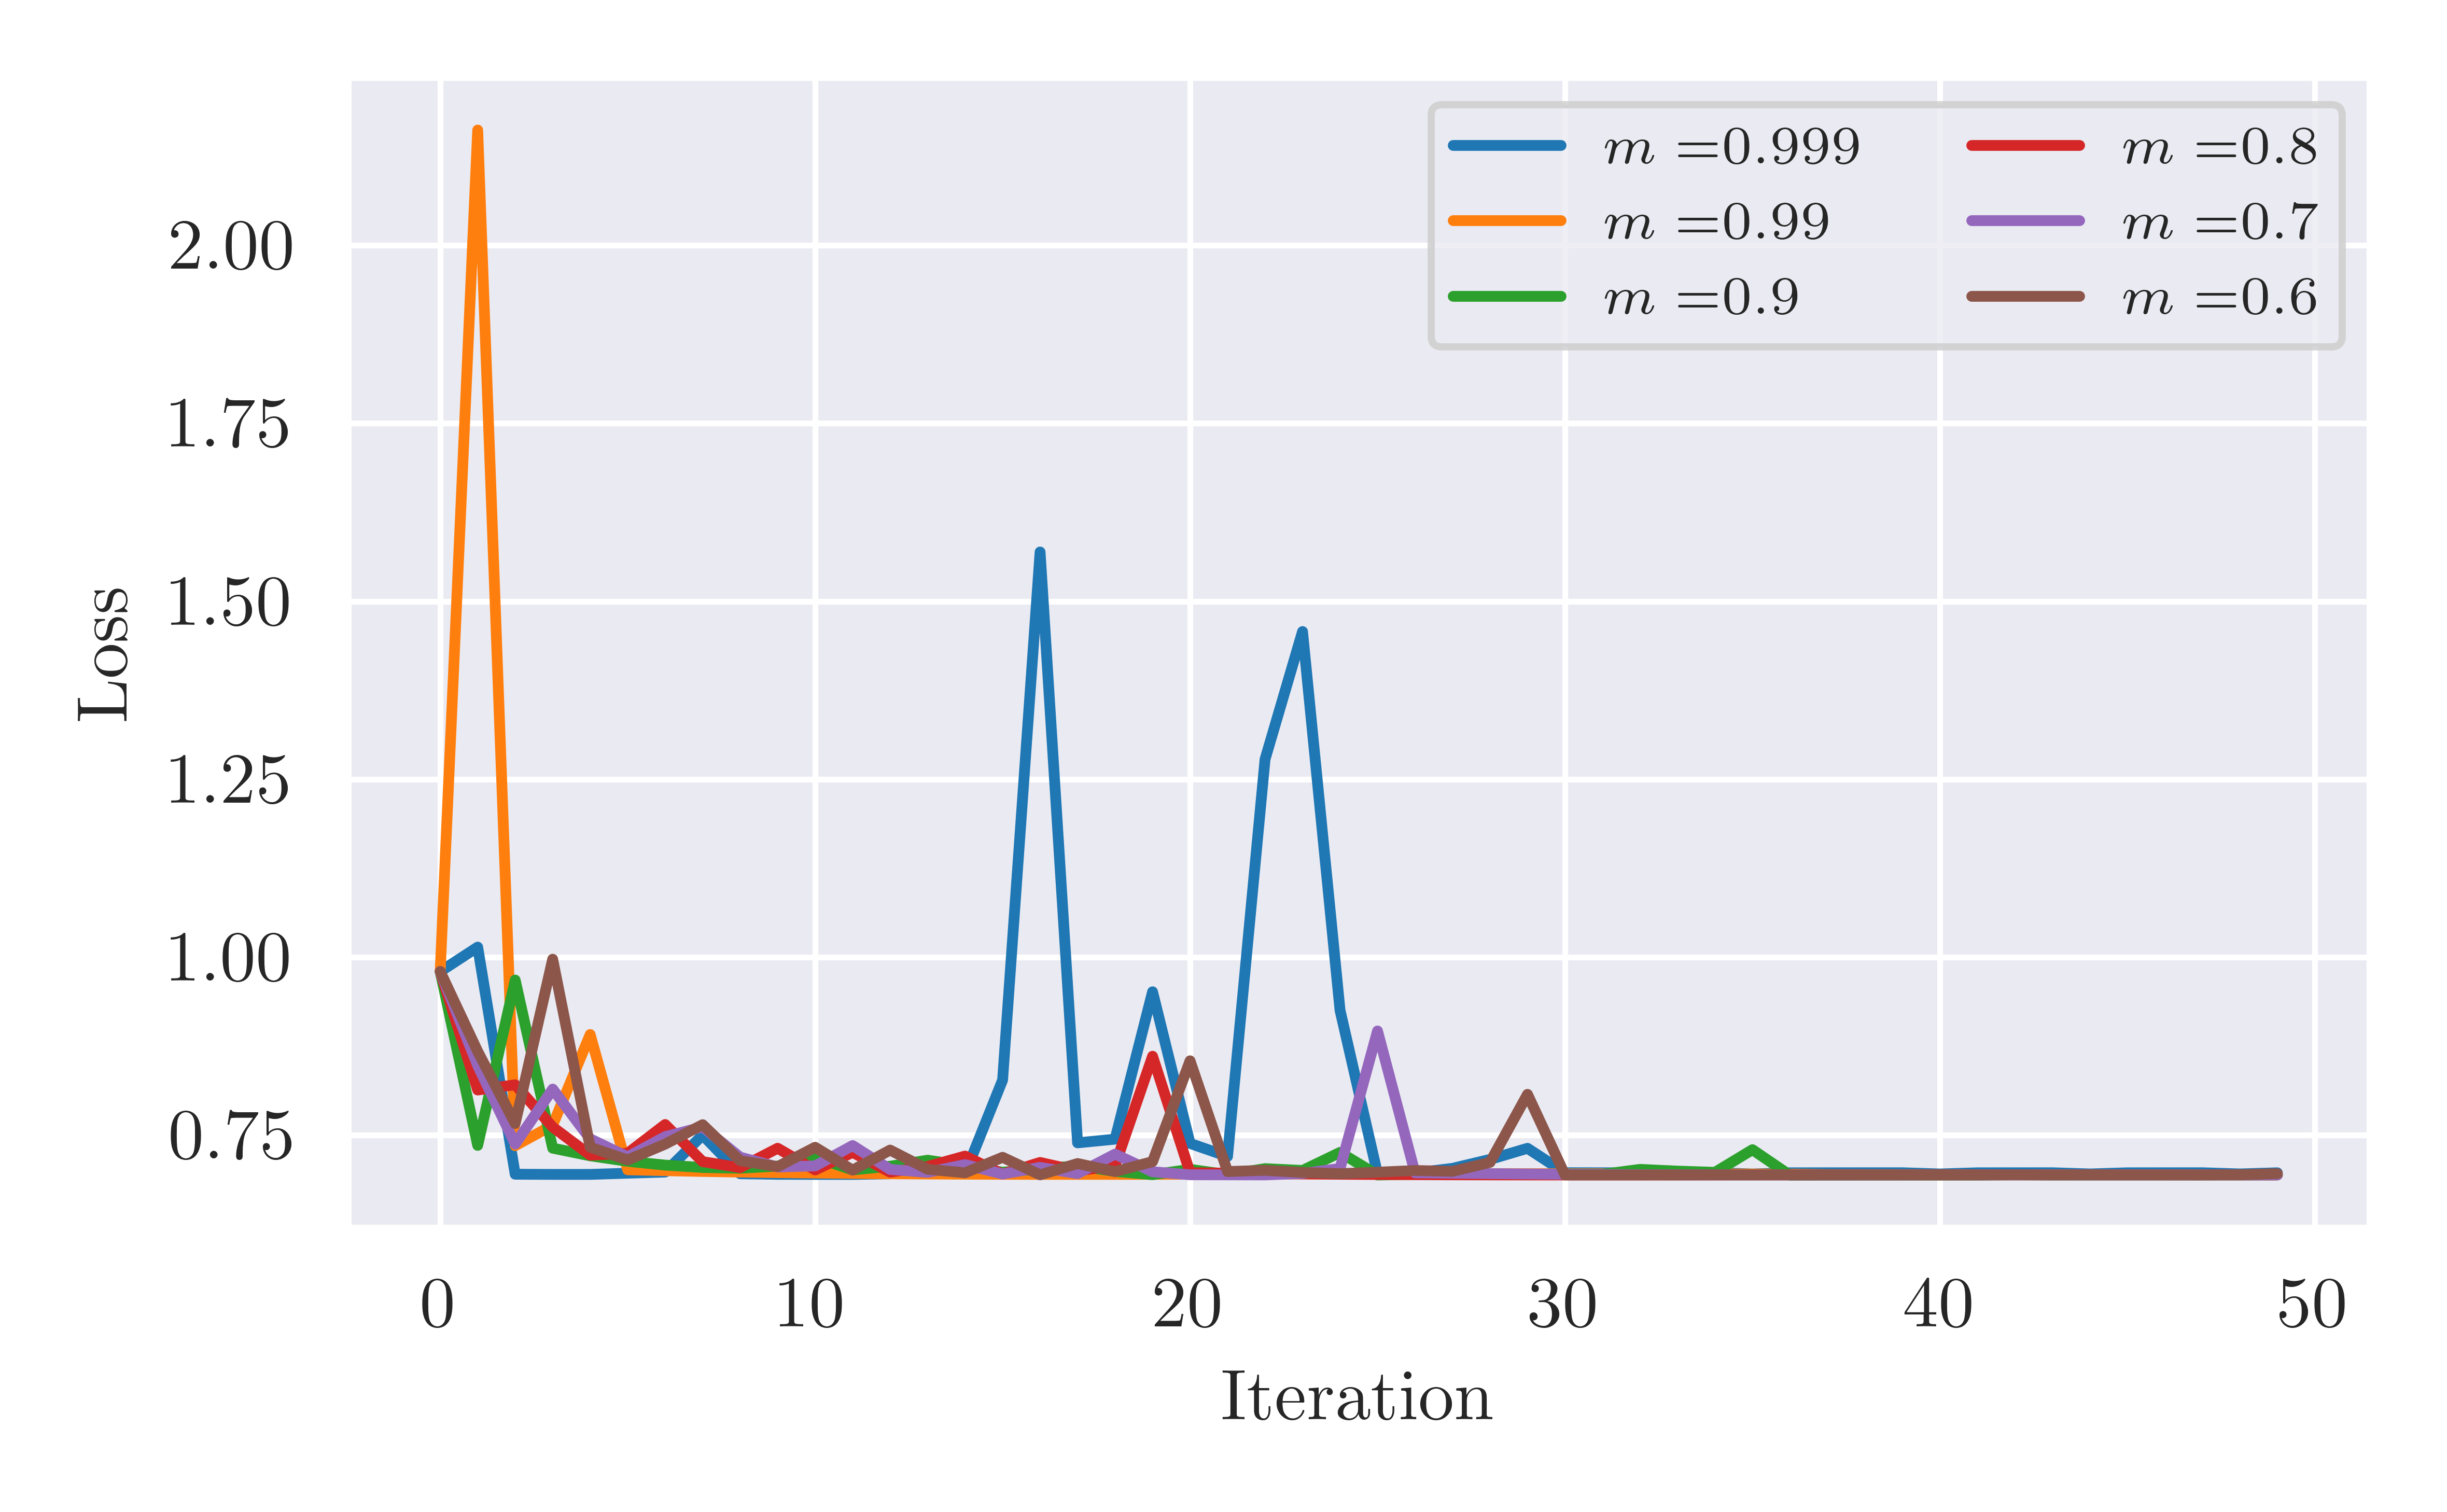 m =0.999
m =0.99
m =0.9
m =0.8
m =0.7
m =0.6
2.00
1.75
1.50
1.25
1.00
0.75
Loss
0 10 20 30 40 50
Iteration